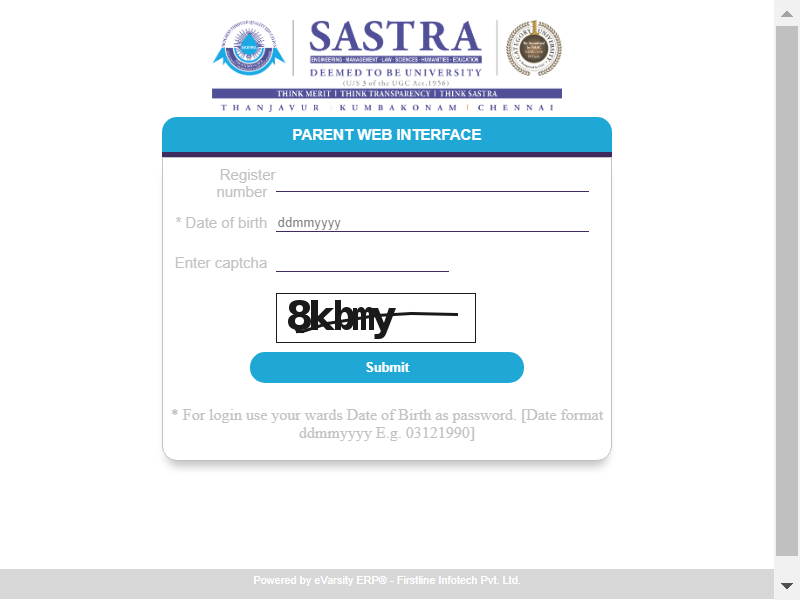 SASTRA
ENGINEERING · MANAGEMENT · LAW · SCIENCES · HUMANITIES · EDUCATION
DEEMED TO BE UNIVERSITY
(U/S 3 of the UGC Act, 1956)
THINK MERIT | THINK TRANSPARENCY | THINK SASTRA
THANJAVUR | KUMBAKONAM | CHENNAI
PARENT WEB INTERFACE
Register
number
* Date of birth ddmmyyyy
Enter captcha
8kbmy
Submit
* For login use your wards Date of Birth as password. [Date format
ddmmyyyy E.g. 03121990]
Powered by eVarsity ERP® - Firstline Infotech Pvt. Ltd.